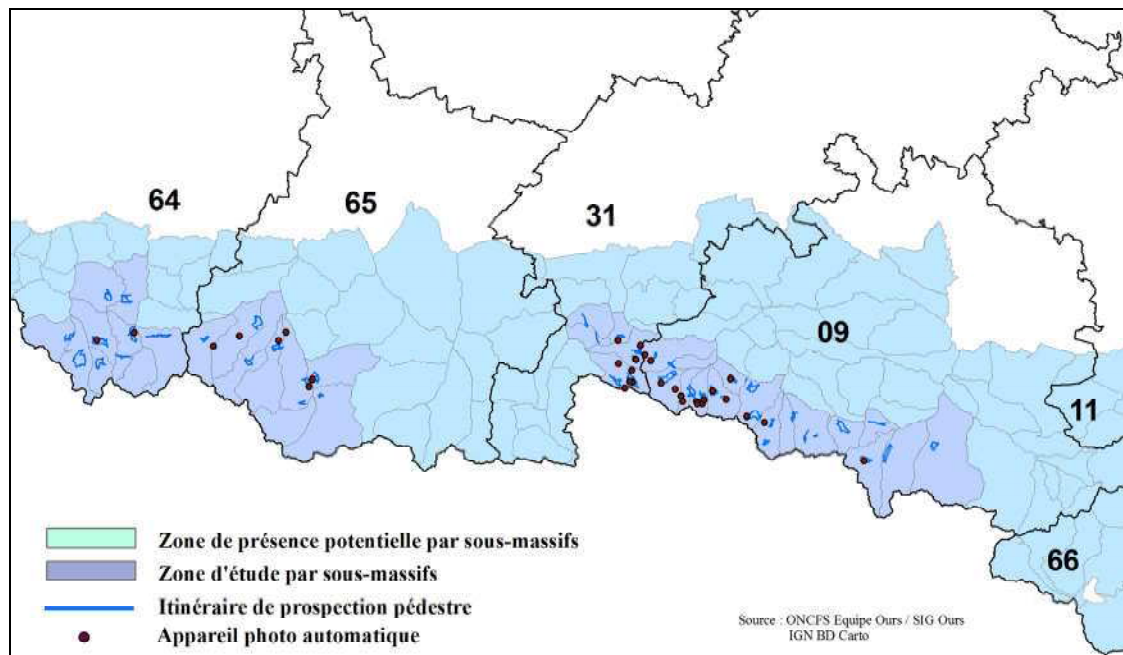 64
65
31
09
11
66
Zone de présence potentielle par sous-massifs
Zone d'étude par sous-massifs
Itinéraire de prospection pédestre
Appareil photo automatique
Source : ONCFS Equipe Ours / SIG Ours
IGN BD Carto